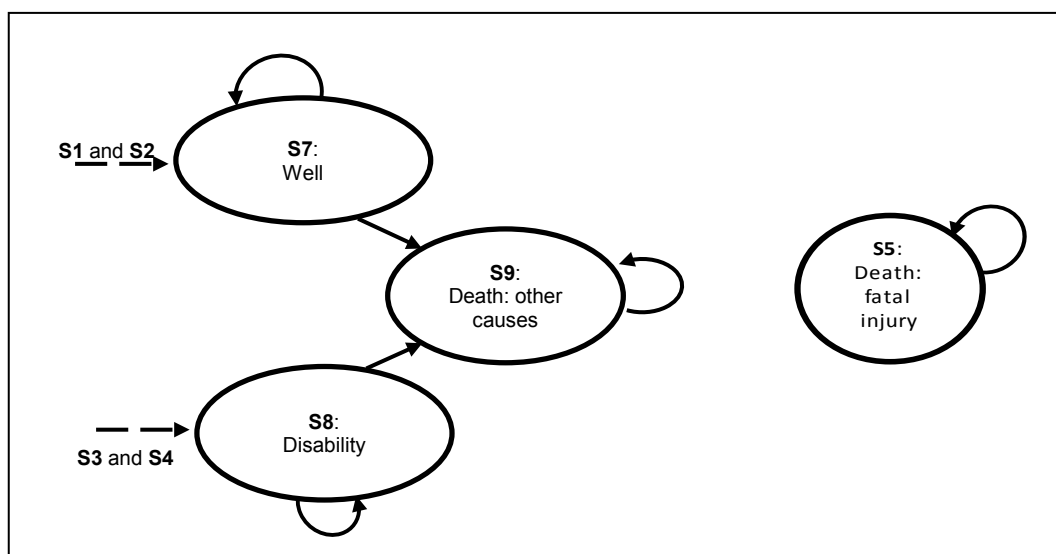 S1 and S2
S7:
Well
S9:
Death: other
causes
S5:
Death:
fatal
injury
S8:
Disability
S3 and S4